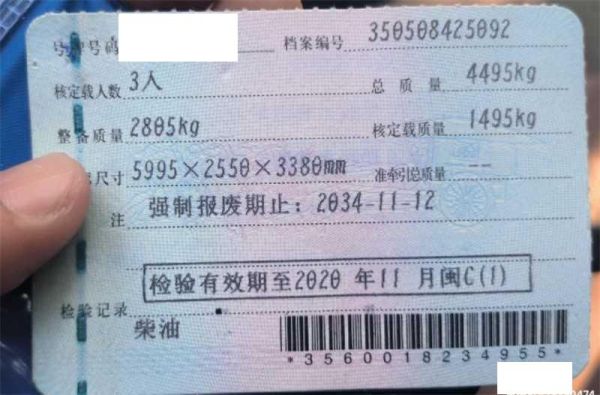 号牌号码 档案编号 350508425092
核定载人数 3人 总质量 4495kg
整备质量 2805kg 核定载质量 1495kg
尺寸 5995×2550×3380mm 准牵引总质量 --
注 强制报废期止：2034-11-12
检验有效期至2020 年11 月闽C(1)
检验记录
柴油
*3560018234955*